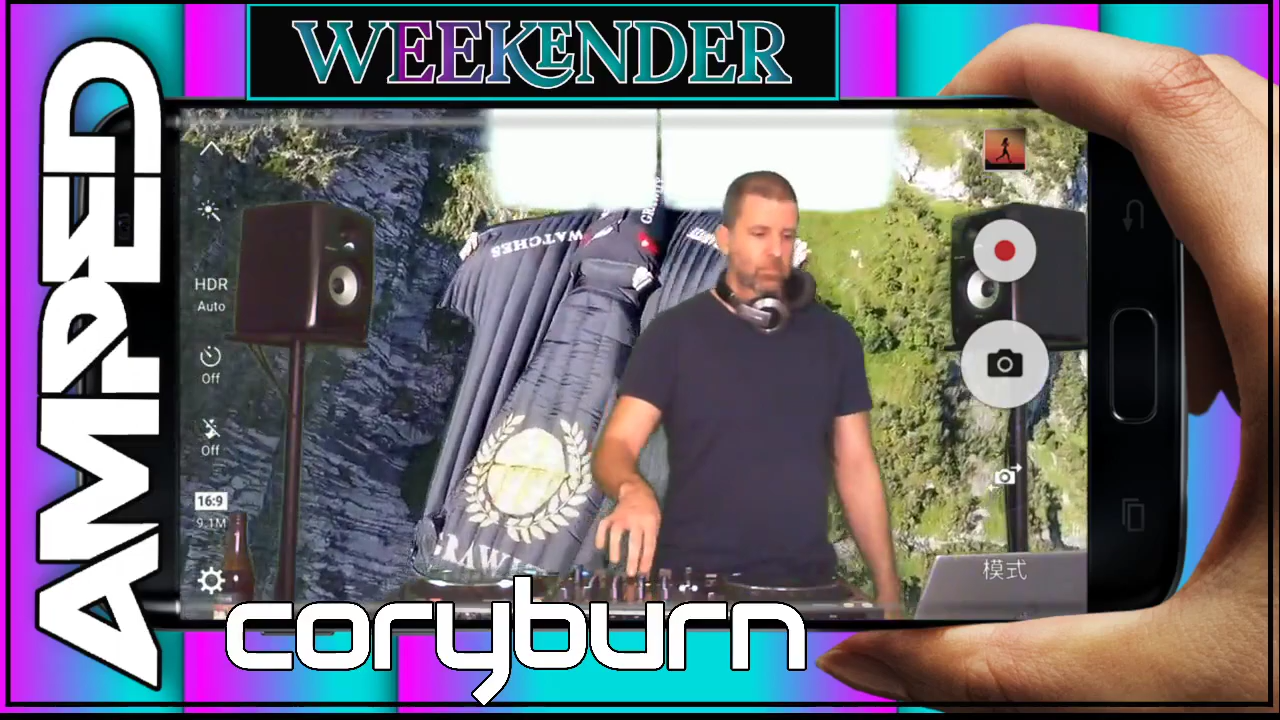 WEEKENDER
AMPED
HDR
Auto
Off
Off
16:9
9.1M
WATCHES
模式
coryburn